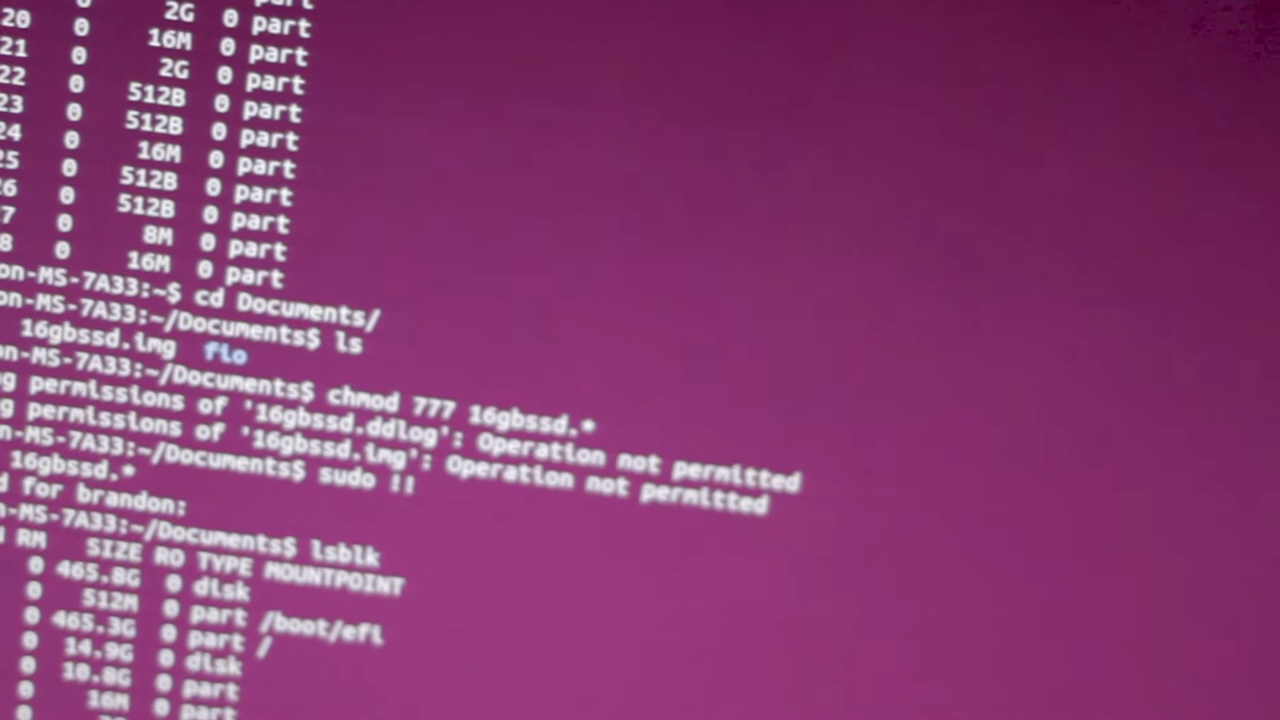 part
20 0 2G 0 part
21 0 16M 0 part
22 0 2G 0 part
23 0 512B 0 part
24 0 512B 0 part
25 0 16M 0 part
26 0 512B 0 part
7 0 512B 0 part
8 0 8M 0 part
16M 0 part
on-MS-7A33:~$ cd Documents/
on-MS-7A33:~/Documents$ ls
16gbssd.img fio
on-MS-7A33:~/Documents$ chmod 777 16gbssd.*
g permissions of '16gbssd.ddlog': Operation not permitted
g permissions of '16gbssd.img': Operation not permitted
n-MS-7A33:~/Documents$ sudo !!
16gbssd.*
d for brandon:
n-MS-7A33:~/Documents$ lsblk
RM SIZE RO TYPE MOUNTPOINT
0 465.8G 0 disk
0 512M 0 part /boot/efi
0 465.3G 0 part /
0 14.9G 0 disk
0 10.8G 0 part
0 16M 0 part